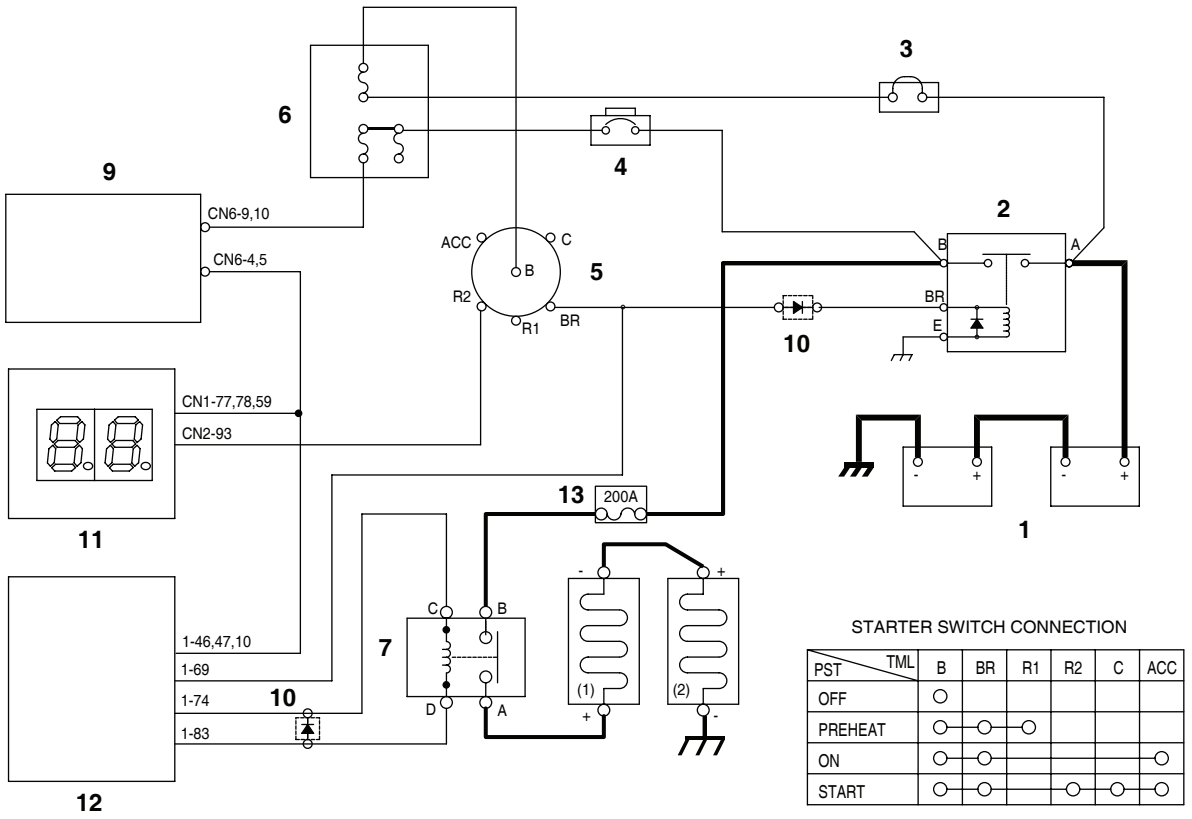 3
6
4
9
2
CN6-9,10
ACC
C
B
A
CN6-4,5
B
5
R2
BR
R1
BR
E
10
CN1-77,78,59
CN2-93
- + - +
13
200A
1
11
- +
C
B
7
STARTER SWITCH CONNECTION
1-46,47,10
1-69
10
(1)
(2)
1-74
D
A
+
-
1-83
12
PST TML B BR R1 R2 C ACC
OFF
PREHEAT
ON
START